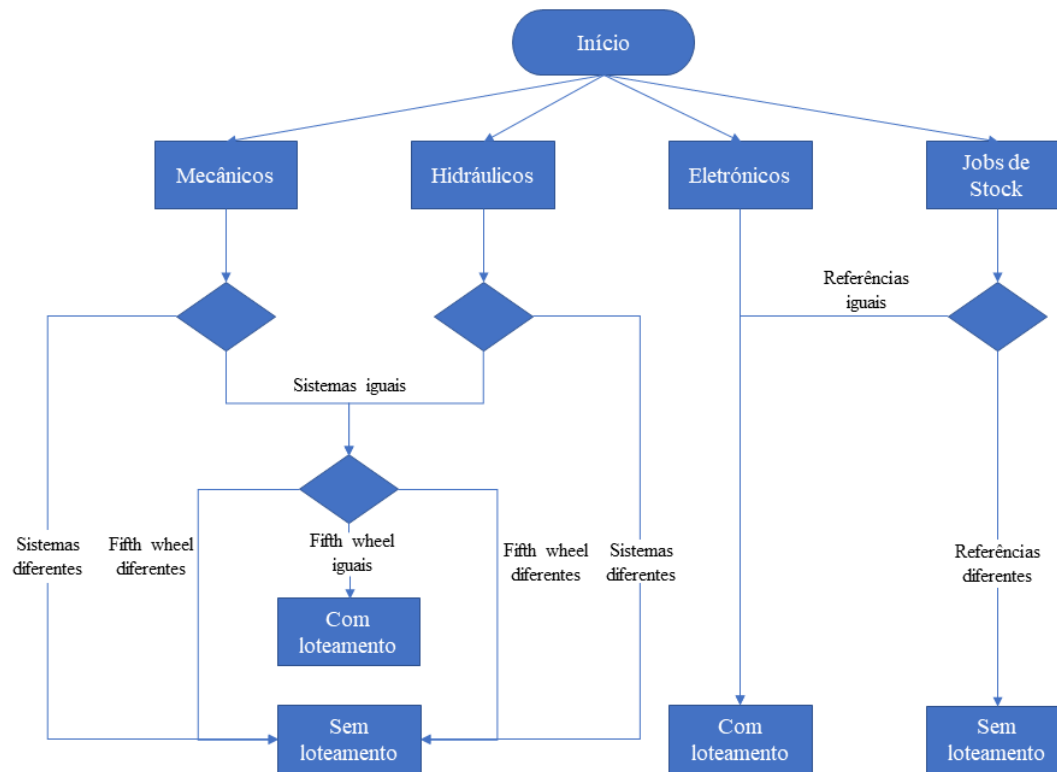 Início
Mecânicos
Hidráulicos
Eletrónicos
Jobs de
Stock
Referências
iguais
Sistemas iguais
Sistemas
diferentes
Fifth wheel
diferentes
Fifth wheel
iguais
Fifth wheel
diferentes
Sistemas
diferentes
Referências
diferentes
Com
loteamento
Sem
loteamento
Com
loteamento
Sem
loteamento